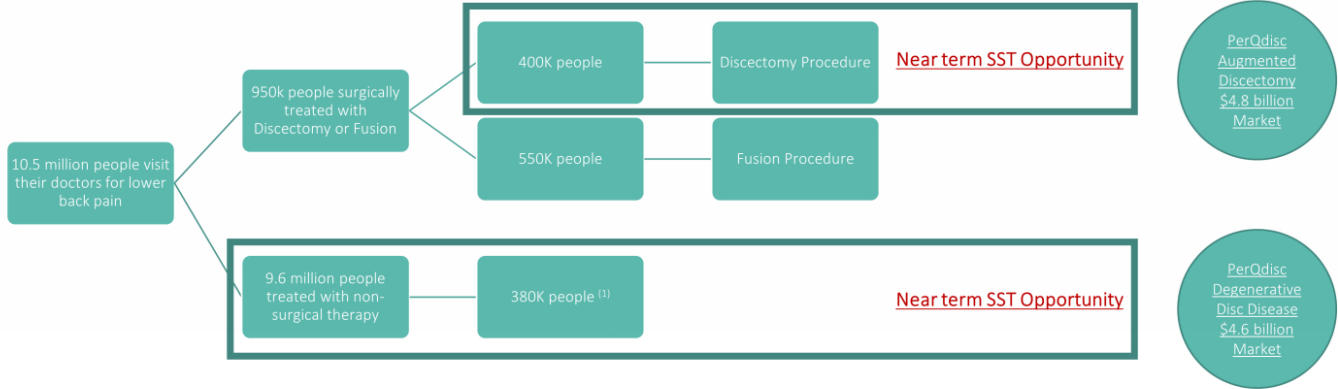 10.5 million people visit
their doctors for lower
back pain
950k people surgically
treated with
Discectomy or Fusion
400K people
Discectomy Procedure
Near term SST Opportunity
550K people
Fusion Procedure
9.6 million people
treated with non-
surgical therapy
380K people (1)
Near term SST Opportunity
PerQdisc
Augmented
Discectomy
$4.8 billion
Market
PerQdisc
Degenerative
Disc Disease
$4.6 billion
Market